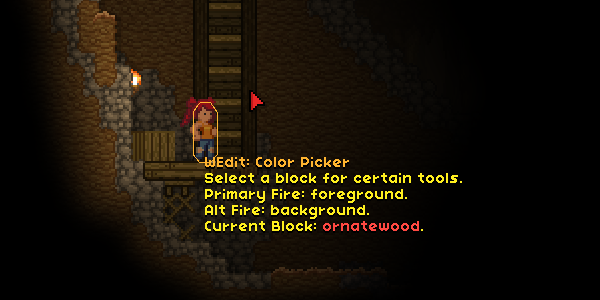 WEdit: Color Picker
Select a block for certain tools.
Primary Fire: foreground.
Alt Fire: background.
Current Block: ornatewood.